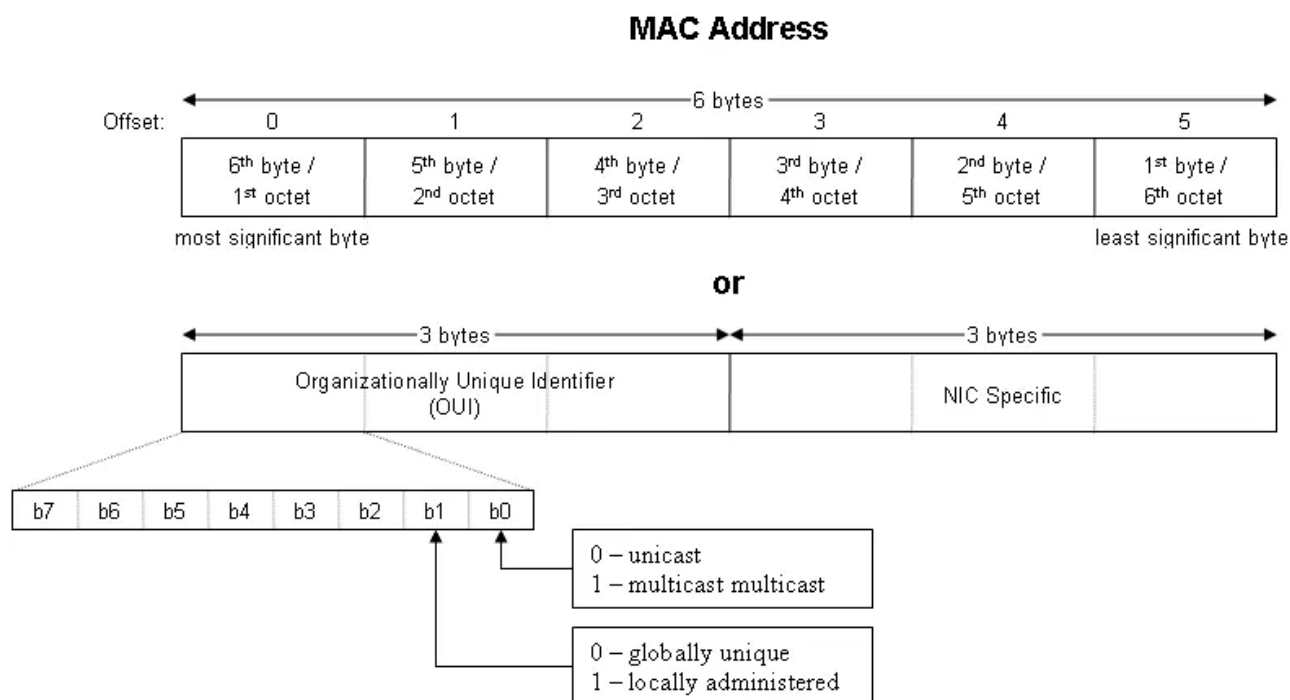 MAC Address
6 bytes
Offset: 0 1 2 3 4 5
6th byte / 5th byte / 4th byte / 3rd byte / 2nd byte / 1st byte /
1st octet 2nd octet 3rd octet 4th octet 5th octet 6th octet
most significant byte least significant byte
or
3 bytes 3 bytes
Organizationally Unique Identifier
(OUI)
NIC Specific
b7 b6 b5 b4 b3 b2 b1 b0
0 – unicast
1 – multicast multicast
0 – globally unique
1 – locally administered